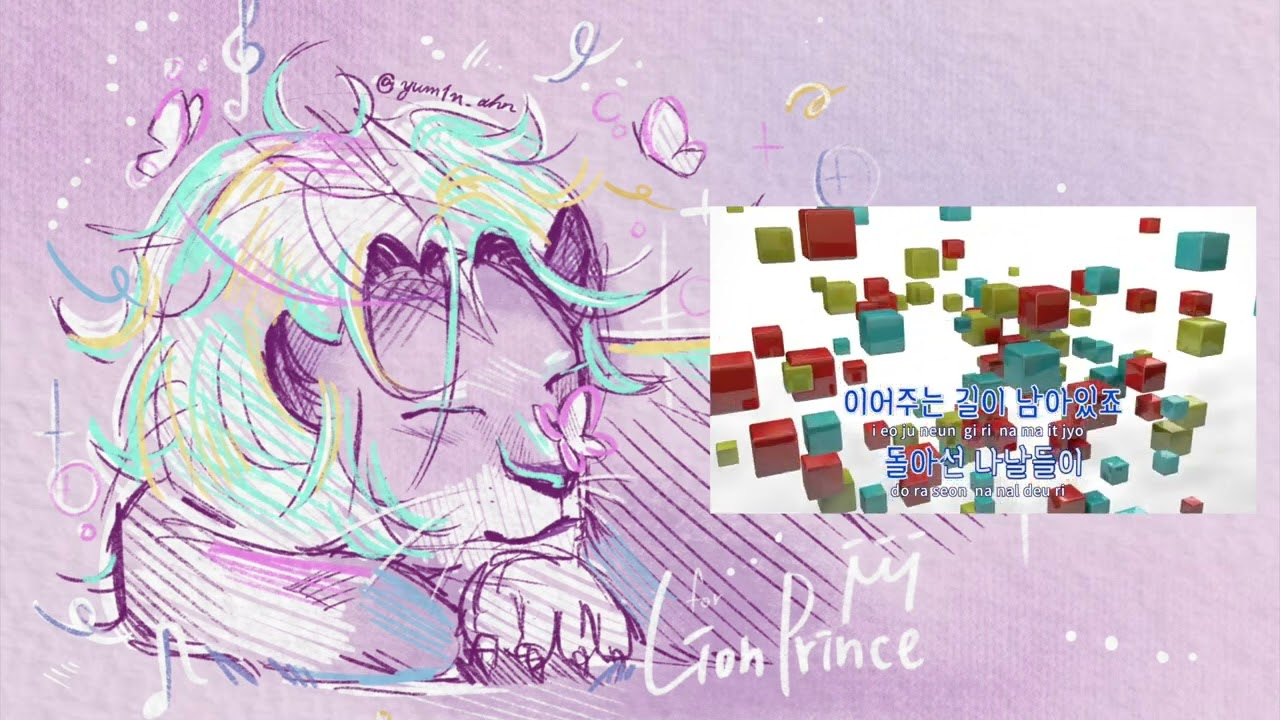 @yum1n_ahn
이어주는 길이 남아있죠
i eo ju neun gi ri na ma it jyo
돌아선 나날들이
do ra seon na nal deu ri
for
Lion Prince